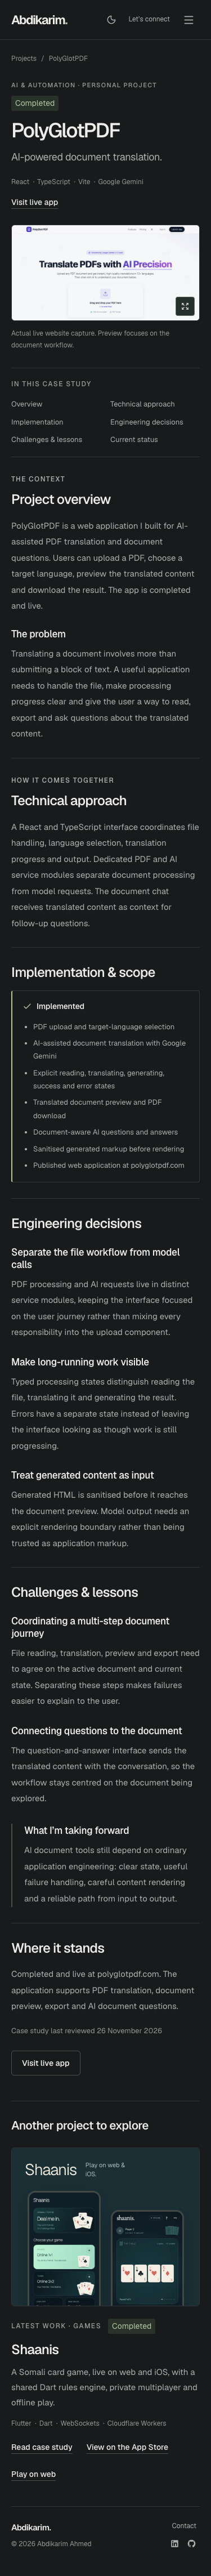 Abdikarim.
Let's connect
Projects / PolyGlotPDF
AI & AUTOMATION · PERSONAL PROJECT
Completed
PolyGlotPDF
AI-powered document translation.
React · TypeScript · Vite · Google Gemini
Visit live app
Translate PDFs with AI Precision
Actual live website capture. Preview focuses on the
document workflow.
IN THIS CASE STUDY
Overview
Technical approach
Implementation
Engineering decisions
Challenges & lessons
Current status
THE CONTEXT
Project overview
PolyGlotPDF is a web application I built for AI-
assisted PDF translation and document
questions. Users can upload a PDF, choose a
target language, preview the translated content
and download the result. The app is completed
and live.
The problem
Translating a document involves more than
submitting a block of text. A useful application
needs to handle the file, make processing
progress clear and give the user a way to read,
export and ask questions about the translated
content.
HOW IT COMES TOGETHER
Technical approach
A React and TypeScript interface coordinates file
handling, language selection, translation
progress and output. Dedicated PDF and AI
service modules separate document processing
from model requests. The document chat
receives translated content as context for
follow-up questions.
Implementation & scope
Implemented
• PDF upload and target-language selection
• AI-assisted document translation with Google
Gemini
• Explicit reading, translating, generating,
success and error states
• Translated document preview and PDF
download
• Document-aware AI questions and answers
• Sanitised generated markup before rendering
• Published web application at polyglotpdf.com
Engineering decisions
Separate the file workflow from model
calls
PDF processing and AI requests live in distinct
service modules, keeping the interface focused
on the user journey rather than mixing every
responsibility into the upload component.
Make long-running work visible
Typed processing states distinguish reading the
file, translating it and generating the result.
Errors have a separate state instead of leaving
the interface looking as though work is still
progressing.
Treat generated content as input
Generated HTML is sanitised before it reaches
the document preview. Model output needs an
explicit rendering boundary rather than being
trusted as application markup.
Challenges & lessons
Coordinating a multi-step document
journey
File reading, translation, preview and export need
to agree on the active document and current
state. Separating these steps makes failures
easier to explain to the user.
Connecting questions to the document
The question-and-answer interface sends the
translated content with the conversation, so the
workflow stays centred on the document being
explored.
What I'm taking forward
AI document tools still depend on ordinary
application engineering: clear state, useful
failure handling, careful content rendering
and a reliable path from input to output.
Where it stands
Completed and live at polyglotpdf.com. The
application supports PDF translation, document
preview, export and AI document questions.
Case study last reviewed 26 November 2026
Visit live app
Another project to explore
Shaanis
Play on web &
iOS.
Shaanis
Deal me in.
Choose your game
shaanis.
LATEST WORK · GAMES
Completed
Shaanis
A Somali card game, live on web and iOS, with a
shared Dart rules engine, private multiplayer and
offline play.
Flutter · Dart · WebSockets · Cloudflare Workers
Read case study
View on the App Store
Play on web
Abdikarim.
Contact
© 2026 Abdikarim Ahmed